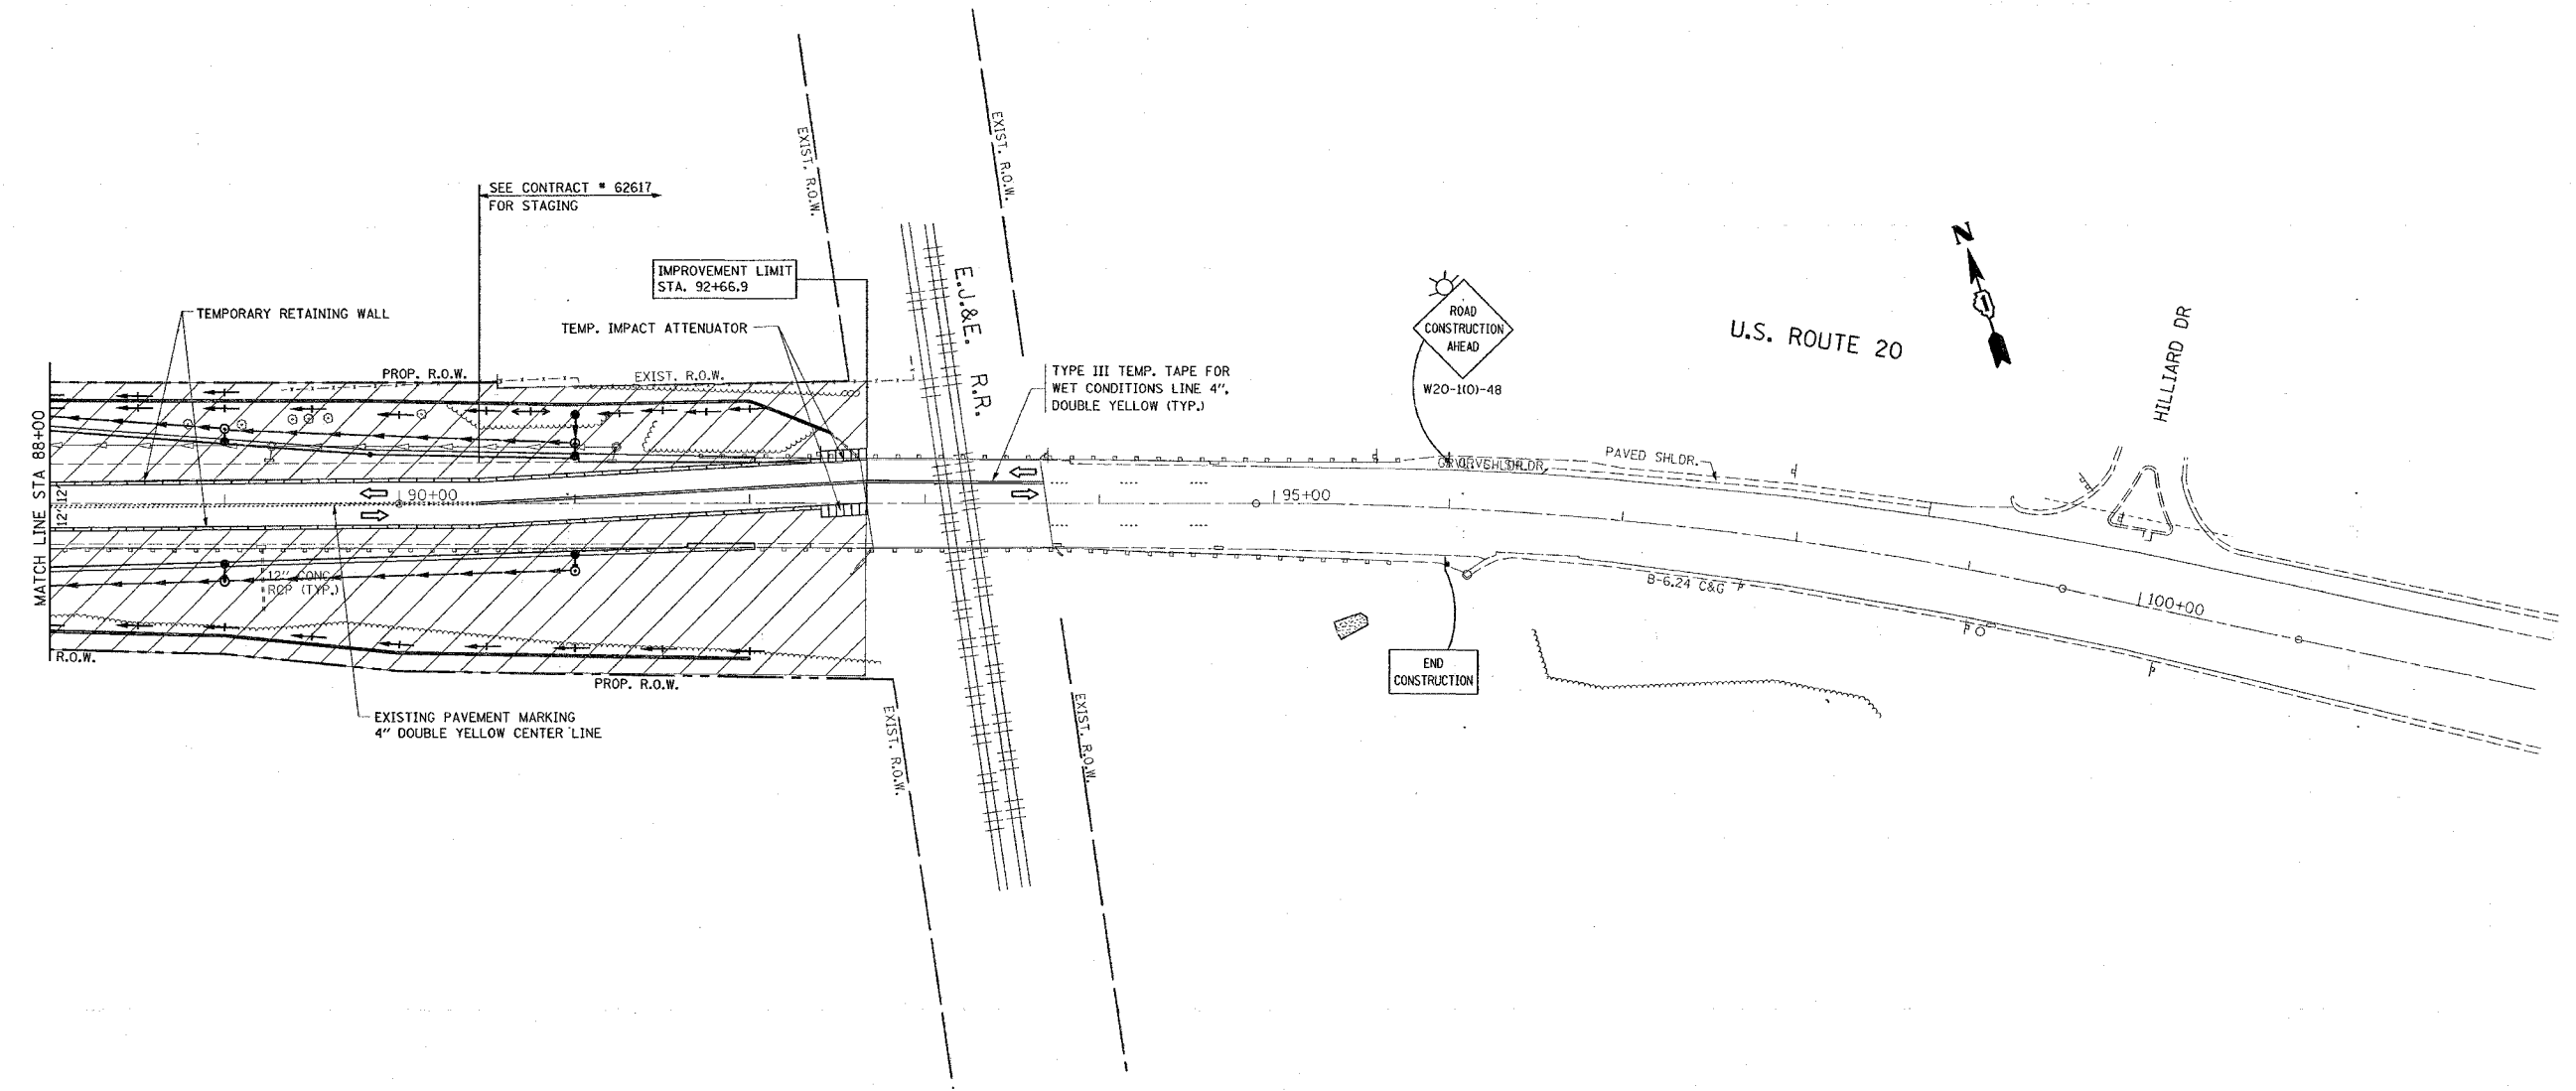 SEE CONTRACT * 62617
FOR STAGING
IMPROVEMENT LIMIT
STA. 92+66.9
TEMPORARY RETAINING WALL
TEMP. IMPACT ATTENUATOR
EXIST. R.O.W.
EXIST. R.O.W.
E.J.&E. R.R.
TYPE III TEMP. TAPE FOR
WET CONDITIONS LINE 4",
DOUBLE YELLOW (TYP.)
ROAD
CONSTRUCTION
AHEAD
W20-1(O)-48
U.S. ROUTE 20
N
HILLIARD DR
PROP. R.O.W.
EXIST. R.O.W.
MATCH LINE STA 88+00
12'
12'
90+00
95+00
100+00
PAVED SHLDR.
B-6.24 C&G
12" CONC.
RCP (TYP.)
R.O.W.
PROP. R.O.W.
EXISTING PAVEMENT MARKING
4" DOUBLE YELLOW CENTER LINE
EXIST. R.O.W.
EXIST. R.O.W.
END
CONSTRUCTION